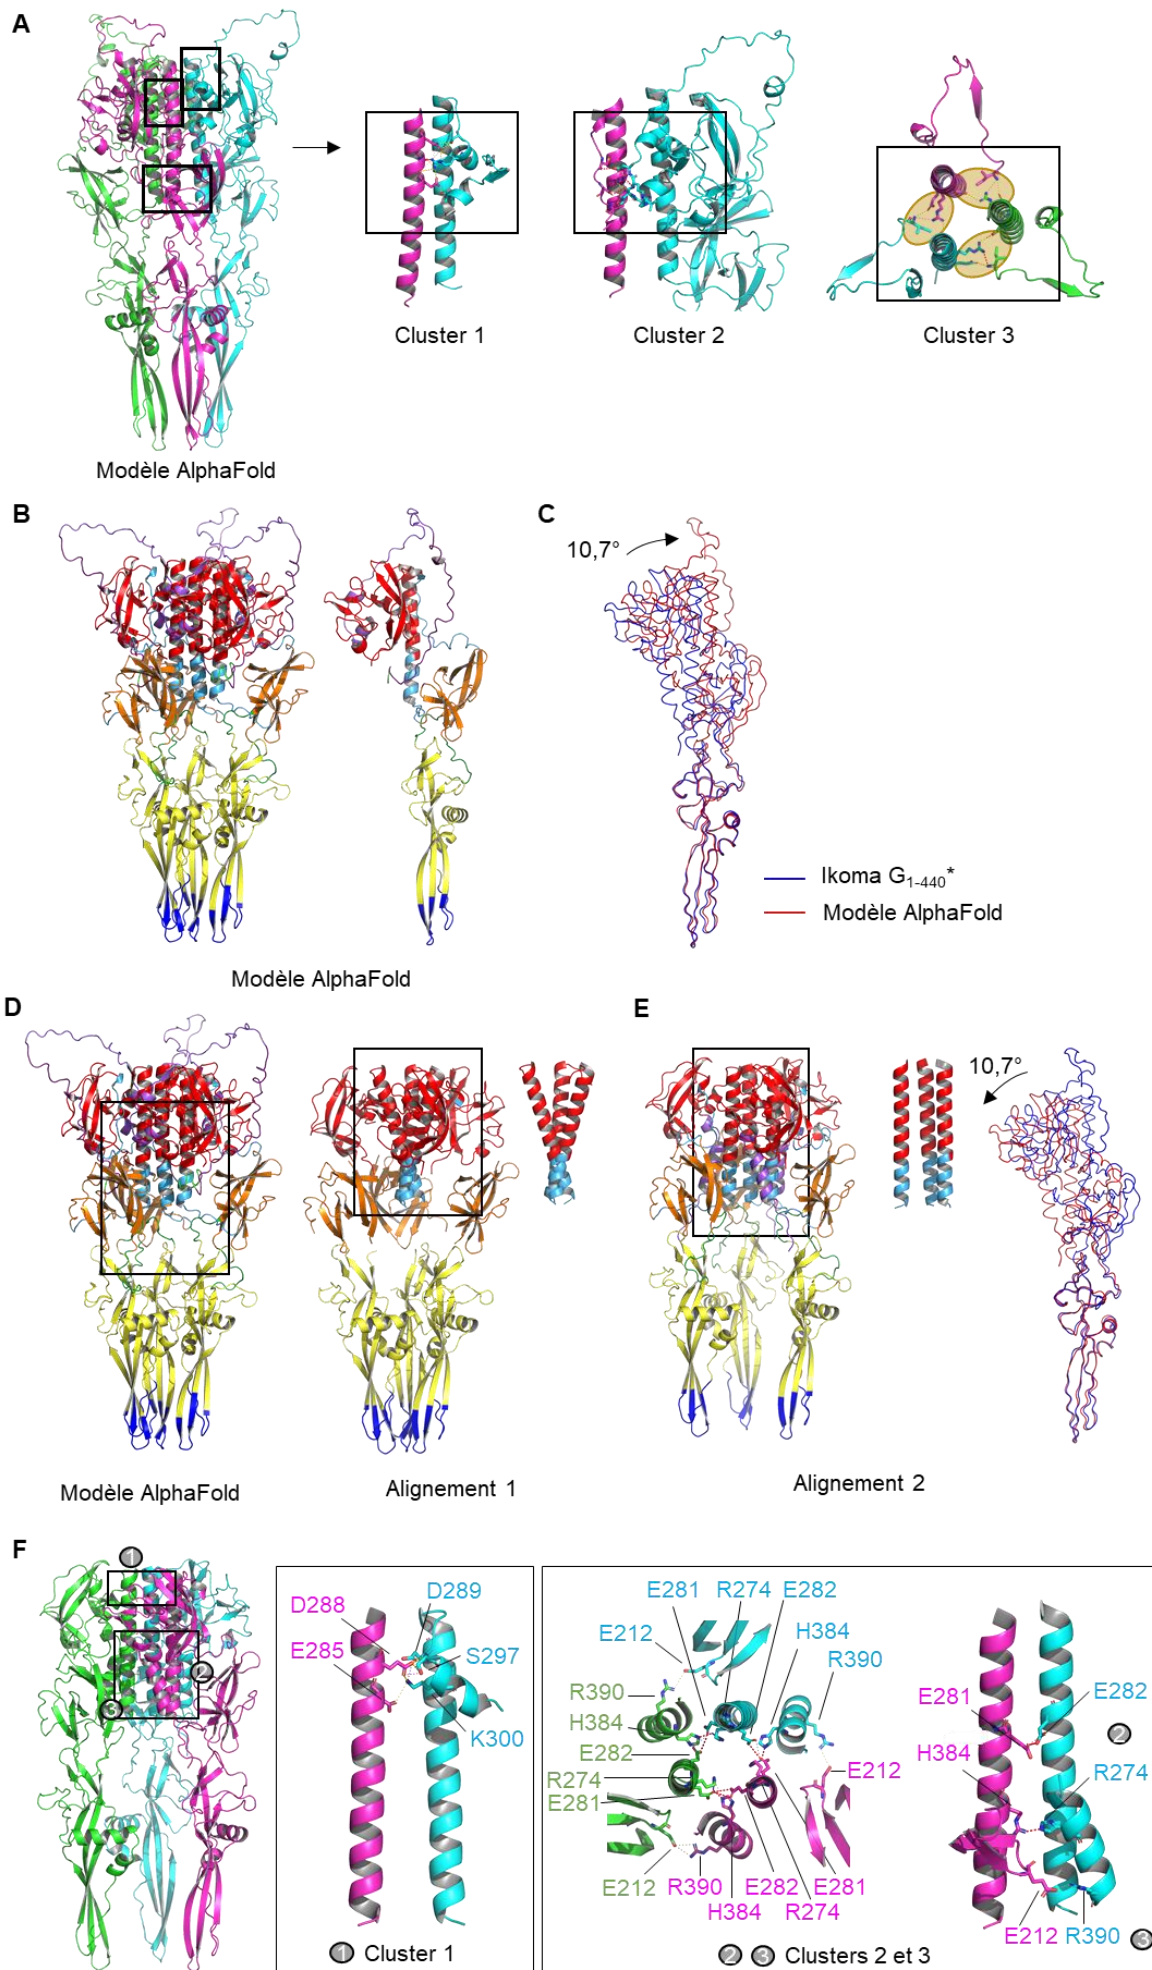 A
Cluster 1
Cluster 2
Cluster 3
Modèle AlphaFold
B
C
10,7°
Ikoma G1-440*
Modèle AlphaFold
Modèle AlphaFold
D
E
10,7°
Modèle AlphaFold
Alignement 1
Alignement 2
F
1
2
3
D289
D288
E285
S297
K300
1 Cluster 1
E281 R274 E282
E212
H384
R390
R390
H384
E282
R274
E281
E212
E212
R390
E282
E281
H384
R274
2 3 Clusters 2 et 3
E281
E282
2
H384
R274
E212
R390
3